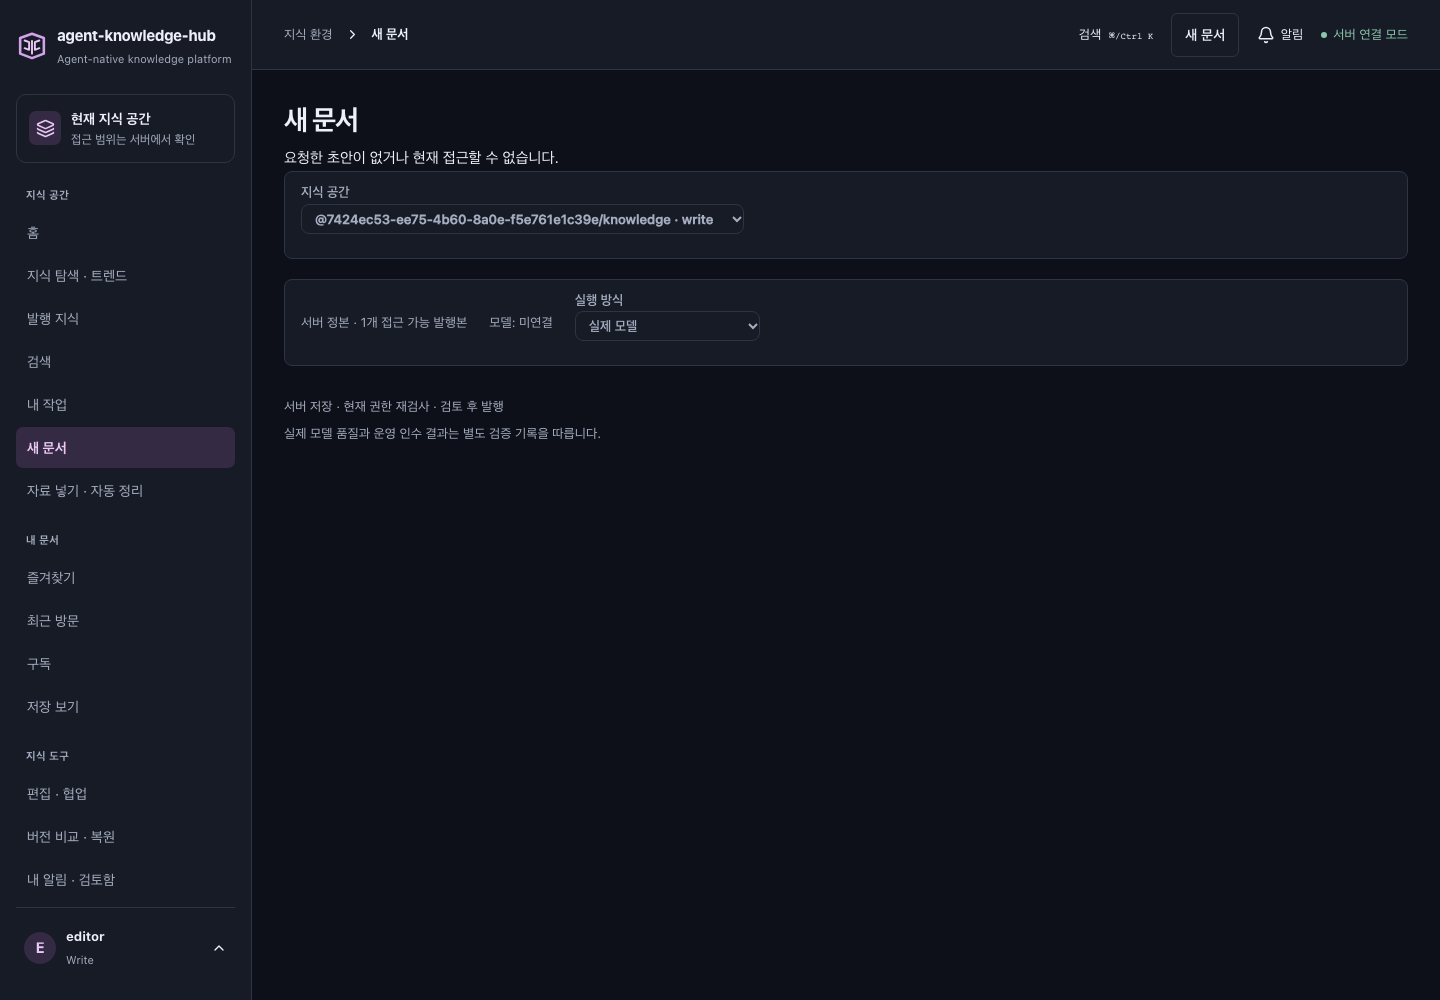 agent-knowledge-hub
Agent-native knowledge platform
현재 지식 공간
접근 범위는 서버에서 확인
지식 공간
홈
지식 탐색 · 트렌드
발행 지식
검색
내 작업
새 문서
자료 넣기 · 자동 정리
내 문서
즐겨찾기
최근 방문
구독
저장 보기
지식 도구
편집 · 협업
버전 비교 · 복원
내 알림 · 검토함
E
editor
Write
지식 환경
새 문서
검색 ⌘/Ctrl K
새 문서
알림
서버 연결 모드
새 문서
요청한 초안이 없거나 현재 접근할 수 없습니다.
지식 공간
@7424ec53-ee75-4b60-8a0e-f5e761e1c39e/knowledge · write
실행 방식
서버 정본 · 1개 접근 가능 발행본
모델: 미연결
실제 모델
서버 저장 · 현재 권한 재검사 · 검토 후 발행
실제 모델 품질과 운영 인수 결과는 별도 검증 기록을 따릅니다.